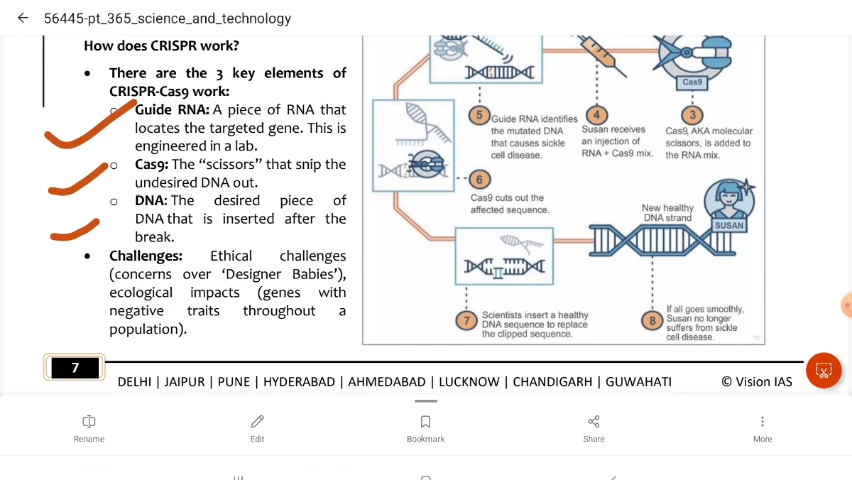 56445-pt_365_science_and_technology
How does CRISPR work?
• There are the 3 key elements of
CRISPR-Cas9 work:
o Guide RNA: A piece of RNA that
locates the targeted gene. This is
engineered in a lab.
o Cas9: The “scissors” that snip the
undesired DNA out.
o DNA: The desired piece of
DNA that is inserted after the
break.
• Challenges: Ethical challenges
(concerns over ‘Designer Babies’),
ecological impacts (genes with
negative traits throughout a
population).
Cas9
5
Guide RNA identifies
the mutated DNA
that causes sickle
cell disease.
4
Susan receives
an injection of
RNA + Cas9 mix.
3
Cas9, AKA molecular
scissors, is added to
the RNA mix.
6
Cas9 cuts out the
affected sequence.
New healthy
DNA strand
SUSAN
7
Scientists insert a healthy
DNA sequence to replace
the clipped sequence.
8
If all goes smoothly,
Susan no longer
suffers from sickle
cell disease.
7
DELHI | JAIPUR | PUNE | HYDERABAD | AHMEDABAD | LUCKNOW | CHANDIGARH | GUWAHATI
© Vision IAS
Rename
Edit
Bookmark
Share
More